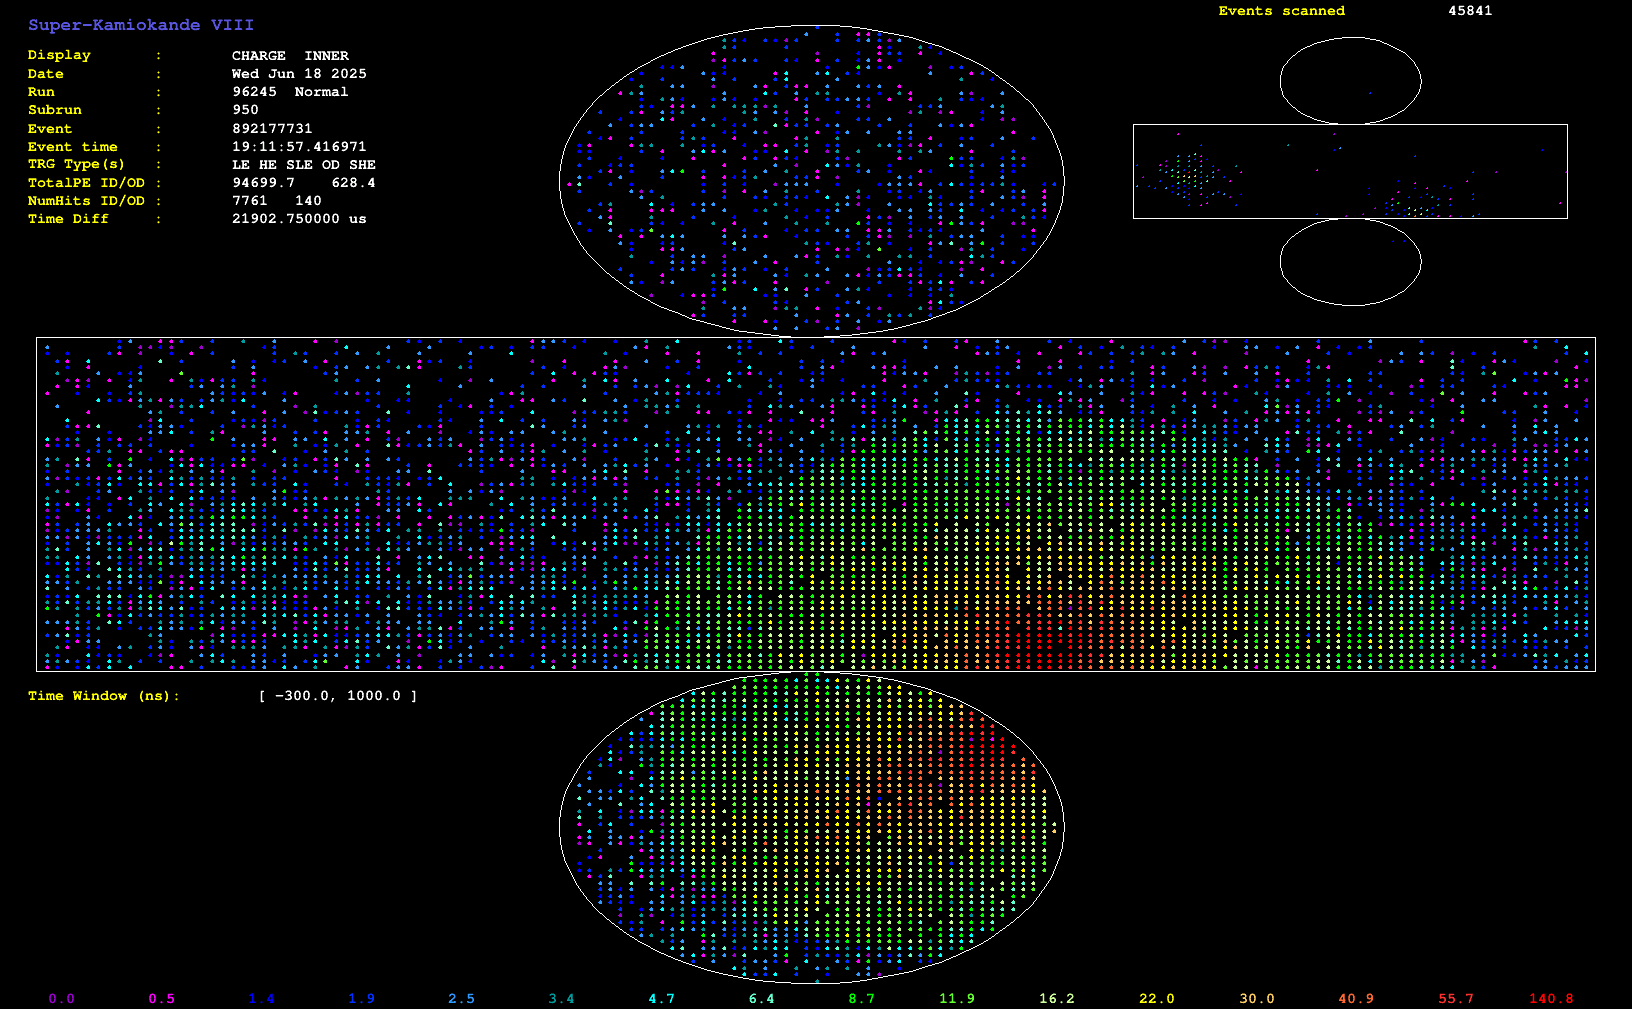 Super-Kamiokande VIII
Display : CHARGE INNER
Date : Wed Jun 18 2025
Run : 96245 Normal
Subrun : 950
Event : 892177731
Event time : 19:11:57.416971
TRG Type(s) : LE HE SLE OD SHE
TotalPE ID/OD : 94699.7 628.4
NumHits ID/OD : 7761 140
Time Diff : 21902.750000 us
Events scanned 45841
Time Window (ns): [ −300.0, 1000.0 ]
0.0 0.5 1.4 1.9 2.5 3.4 4.7 6.4 8.7 11.9 16.2 22.0 30.0 40.9 55.7 140.8